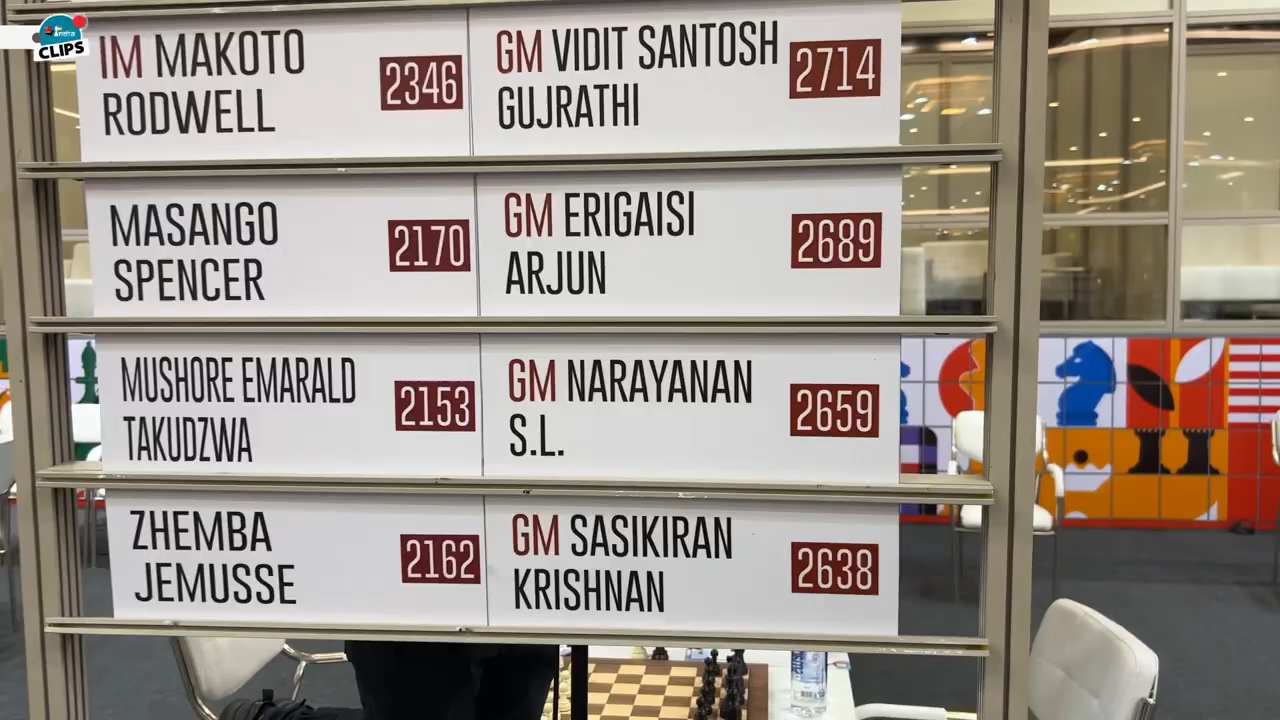 CLIPS
IM MAKOTO
RODWELL
2346
GM VIDIT SANTOSH
GUJRATHI
2714
MASANGO
SPENCER
2170
GM ERIGAISI
ARJUN
2689
MUSHORE EMARALD
TAKUDZWA
2153
GM NARAYANAN
S.L.
2659
ZHEMBA
JEMUSSE
2162
GM SASIKIRAN
KRISHNAN
2638